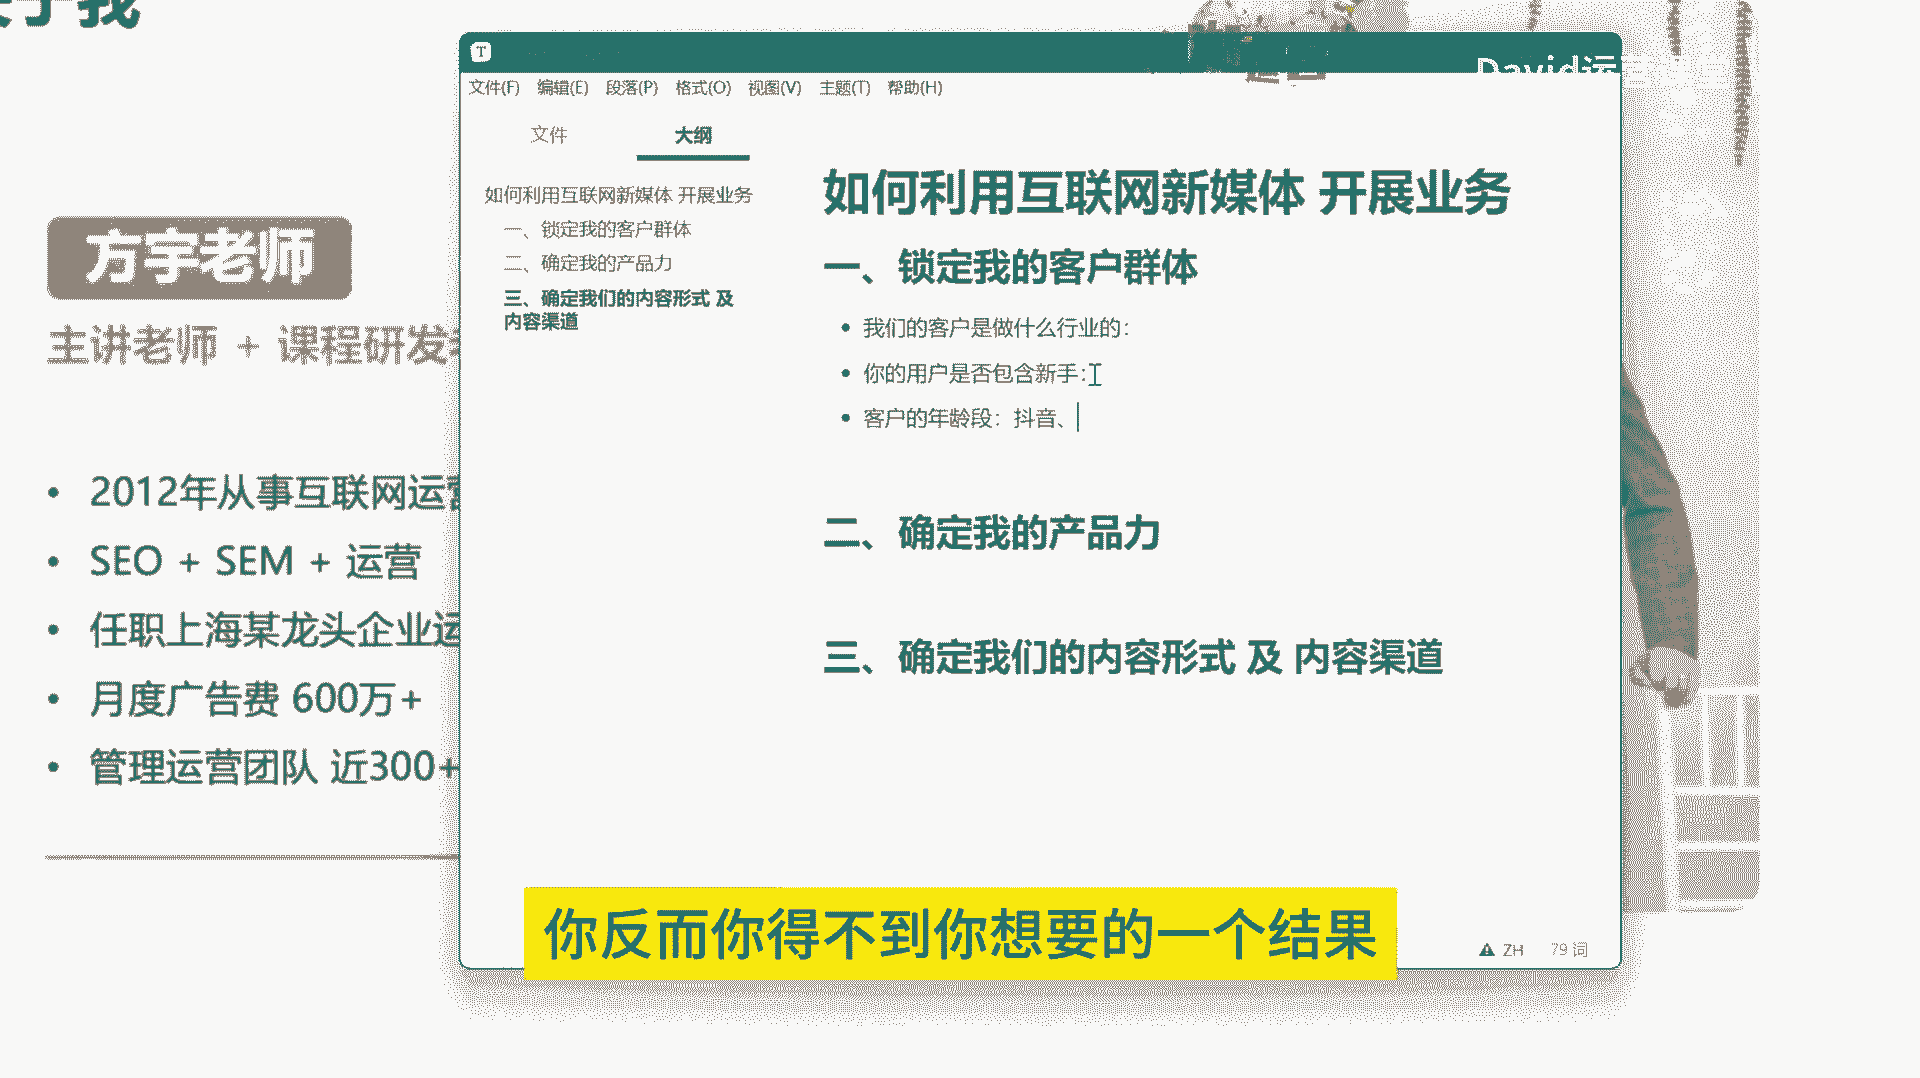 于我
方宇老师
主讲老师 + 课程研发
• 2012年从事互联网运营
• SEO + SEM + 运营
• 任职上海某龙头企业运
• 月度广告费 600万+
• 管理运营团队 近300+
David运营
T
文件(F) 编辑(E) 段落(P) 格式(O) 视图(V) 主题(T) 帮助(H)
文件 大纲
如何利用互联网新媒体 开展业务
一、锁定我的客户群体
二、确定我的产品力
三、确定我们的内容形式 及
内容渠道
如何利用互联网新媒体 开展业务
一、锁定我的客户群体
• 我们的客户是做什么行业的：
• 你的用户是否包含新手：
• 客户的年龄段：抖音、
二、确定我的产品力
三、确定我们的内容形式 及 内容渠道
ZH 79 词
你反而你得不到你想要的一个结果